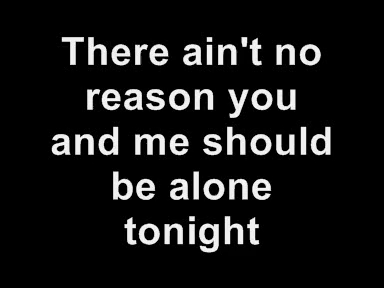 There ain't no
reason you
and me should
be alone
tonight